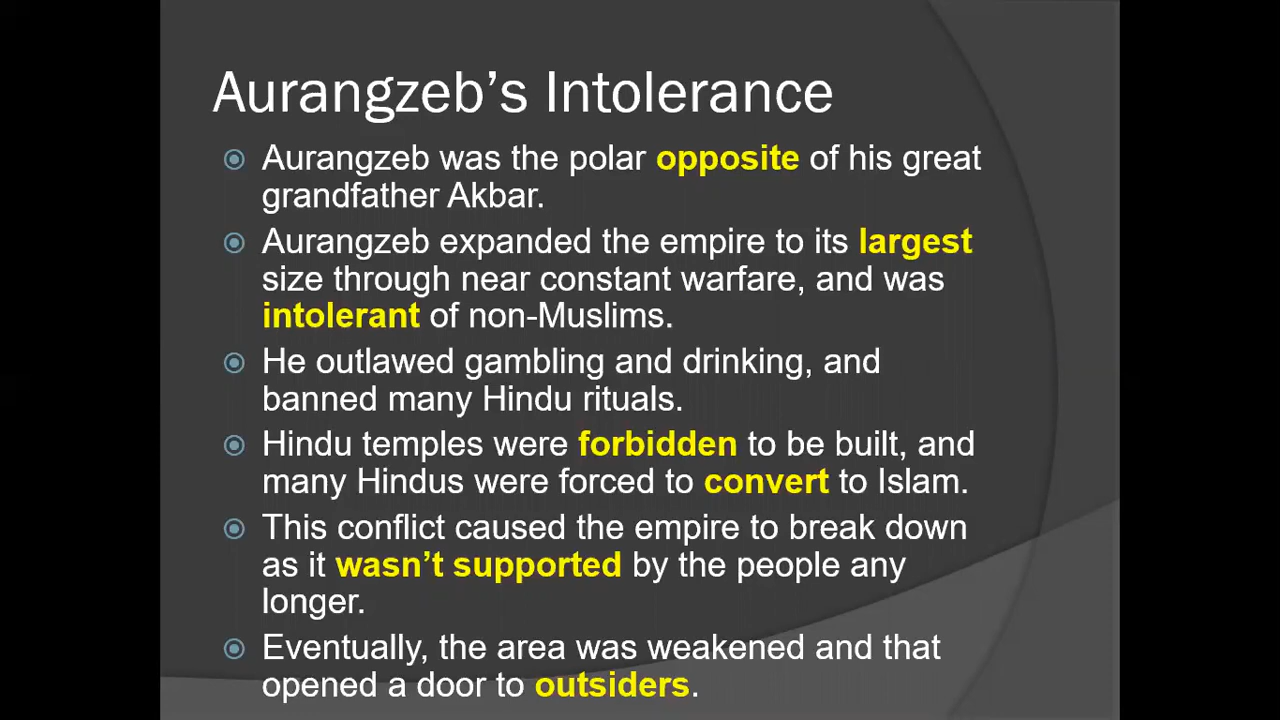 Aurangzeb’s Intolerance
Aurangzeb was the polar opposite of his great
grandfather Akbar.
Aurangzeb expanded the empire to its largest
size through near constant warfare, and was
intolerant of non-Muslims.
He outlawed gambling and drinking, and
banned many Hindu rituals.
Hindu temples were forbidden to be built, and
many Hindus were forced to convert to Islam.
This conflict caused the empire to break down
as it wasn’t supported by the people any
longer.
Eventually, the area was weakened and that
opened a door to outsiders.